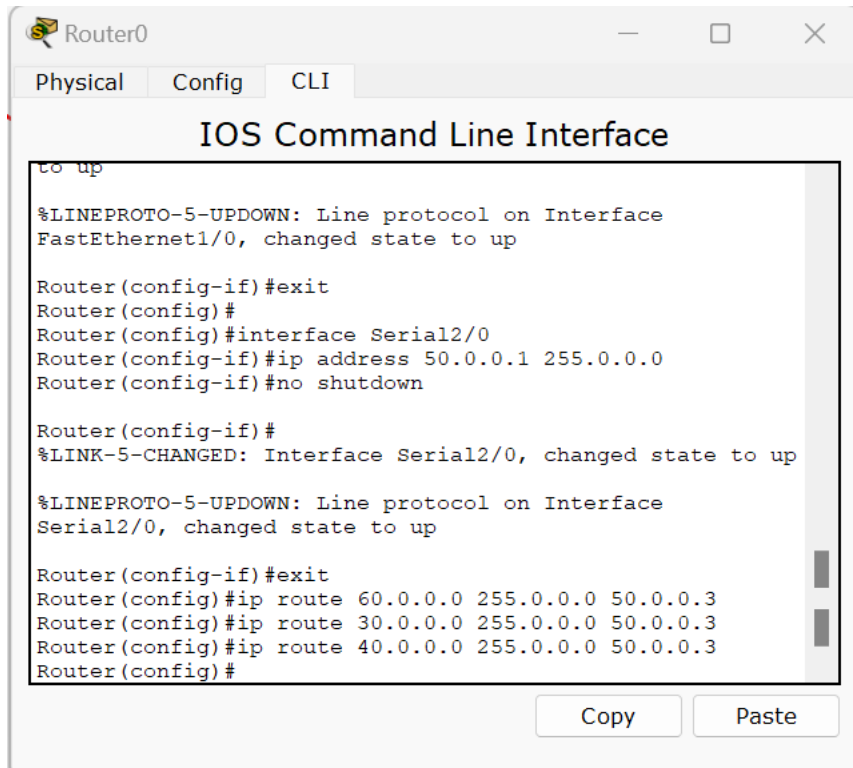 Router0
Physical Config CLI
IOS Command Line Interface
to up
%LINEPROTO-5-UPDOWN: Line protocol on Interface
FastEthernet1/0, changed state to up
Router(config-if)#exit
Router(config)#
Router(config)#interface Serial2/0
Router(config-if)#ip address 50.0.0.1 255.0.0.0
Router(config-if)#no shutdown
Router(config-if)#
%LINK-5-CHANGED: Interface Serial2/0, changed state to up
%LINEPROTO-5-UPDOWN: Line protocol on Interface
Serial2/0, changed state to up
Router(config-if)#exit
Router(config)#ip route 60.0.0.0 255.0.0.0 50.0.0.3
Router(config)#ip route 30.0.0.0 255.0.0.0 50.0.0.3
Router(config)#ip route 40.0.0.0 255.0.0.0 50.0.0.3
Router(config)#
Copy Paste